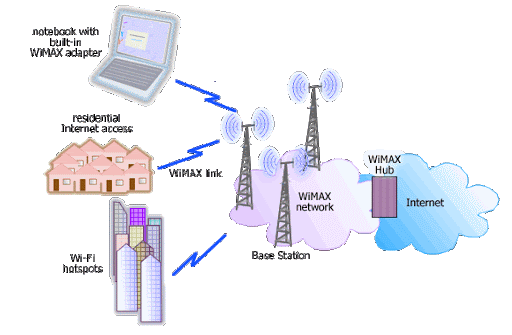 notebook with
built-in
WiMAX adapter
residential
Internet access
WiMAX link
WiMAX
Hub
WiMAX
network
Internet
Wi-Fi
hotspots
Base Station